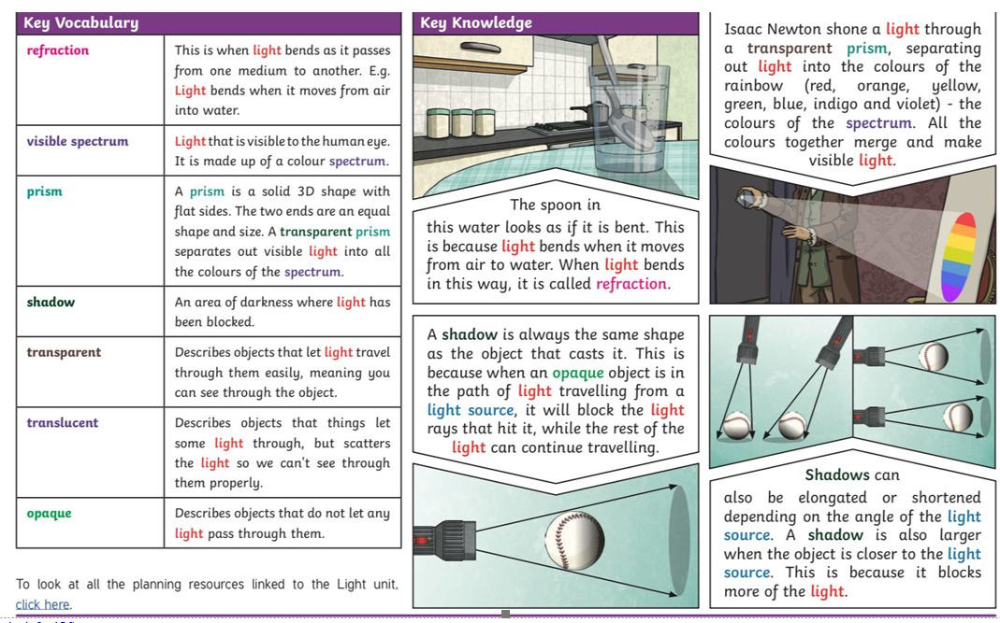 Key Vocabulary
refraction
This is when light bends as it passes
from one medium to another. E.g.
Light bends when it moves from air
into water.
visible spectrum
Light that is visible to the human eye.
It is made up of a colour spectrum.
prism
A prism is a solid 3D shape with
flat sides. The two ends are an equal
shape and size. A transparent prism
separates out visible light into all
the colours of the spectrum.
shadow
An area of darkness where light has
been blocked.
transparent
Describes objects that let light travel
through them easily, meaning you
can see through the object.
translucent
Describes objects that things let
some light through, but scatters
the light so we can't see through
them properly.
opaque
Describes objects that do not let any
light pass through them.
To look at all the planning resources linked to the Light unit,
click here.
Key Knowledge
The spoon in
this water looks as if it is bent. This
is because light bends when it moves
from air to water. When light bends
in this way, it is called refraction.
A shadow is always the same shape
as the object that casts it. This is
because when an opaque object is in
the path of light travelling from a
light source, it will block the light
rays that hit it, while the rest of the
light can continue travelling.
Isaac Newton shone a light through
a transparent prism, separating
out light into the colours of the
rainbow (red, orange, yellow,
green, blue, indigo and violet) - the
colours of the spectrum. All the
colours together merge and make
visible light.
Shadows can
also be elongated or shortened
depending on the angle of the light
source. A shadow is also larger
when the object is closer to the light
source. This is because it blocks
more of the light.